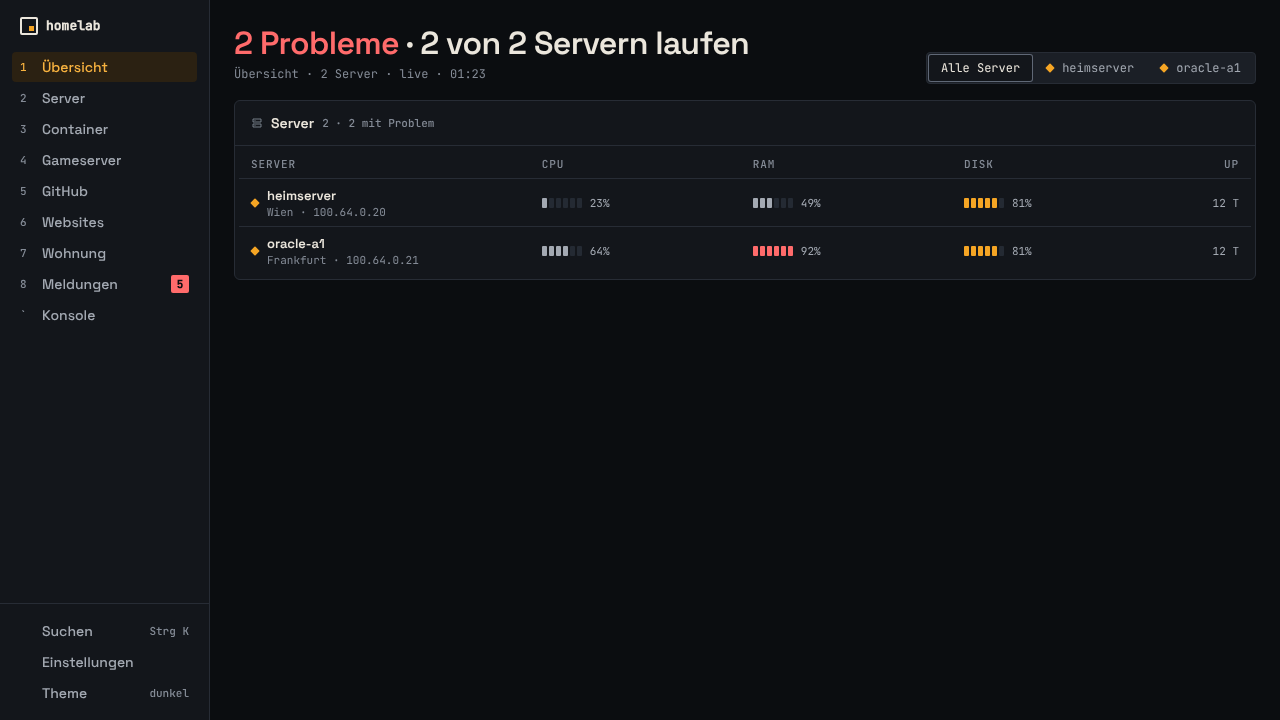 homelab
1 Übersicht
2 Server
3 Container
4 Gameserver
5 GitHub
6 Websites
7 Wohnung
8 Meldungen 5
` Konsole
Suchen Strg K
Einstellungen
Theme dunkel
2 Probleme · 2 von 2 Servern laufen
Übersicht · 2 Server · live · 01:23
Alle Server heimserver oracle-a1
Server 2 · 2 mit Problem
SERVER CPU RAM DISK UP
heimserver
Wien · 100.64.0.20
23% 49% 81% 12 T
oracle-a1
Frankfurt · 100.64.0.21
64% 92% 81% 12 T